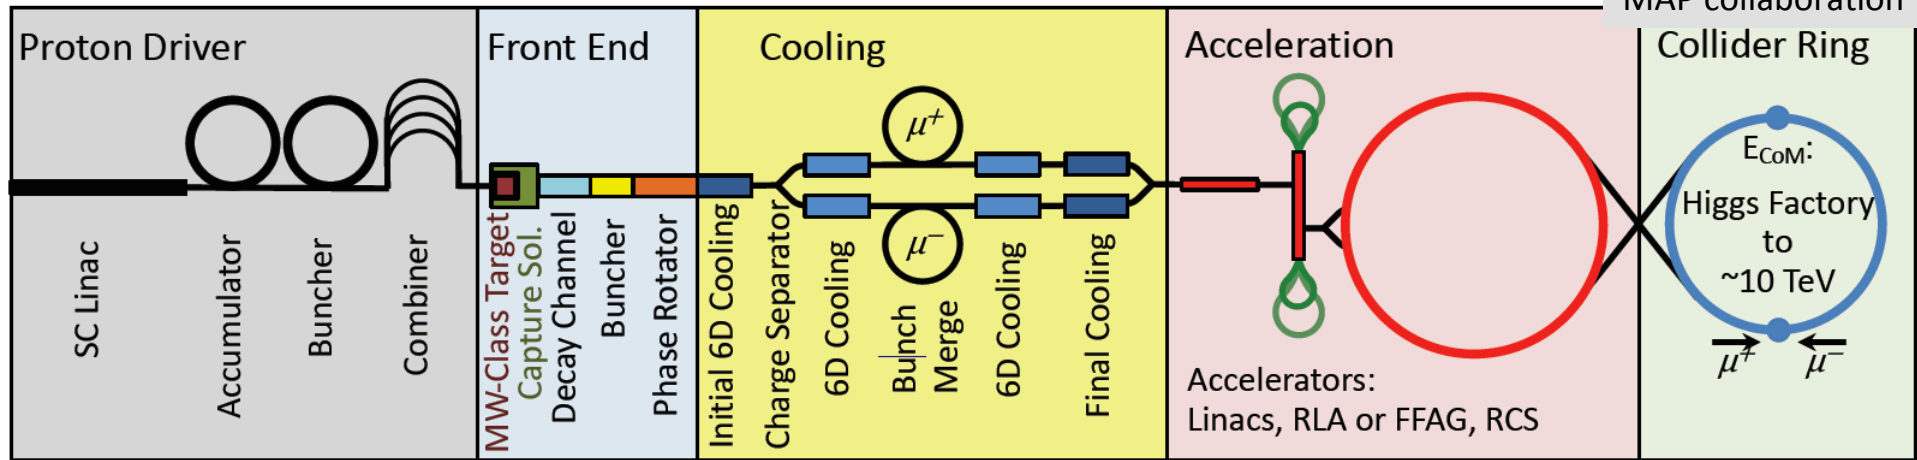 MAP collaboration
Proton Driver
Front End
Cooling
Acceleration
Collider Ring
SC Linac
Accumulator
Buncher
Combiner
MW-Class Target
Capture Sol.
Decay Channel
Buncher
Phase Rotator
Initial 6D Cooling
Charge Separator
6D Cooling
μ+
μ−
Bunch
Merge
6D Cooling
Final Cooling
Accelerators:
Linacs, RLA or FFAG, RCS
ECoM:
Higgs Factory
to
~10 TeV
μ+ μ−